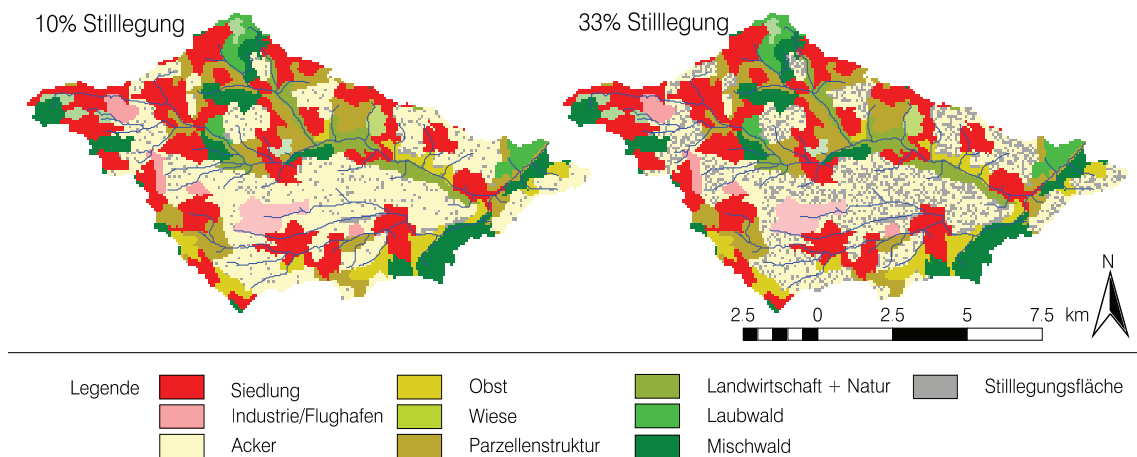 10% Stilllegung
33% Stilllegung
N
2.5 0 2.5 5 7.5 km
Legende
Siedlung
Industrie/Flughafen
Acker
Obst
Wiese
Parzellenstruktur
Landwirtschaft + Natur
Laubwald
Mischwald
Stilllegungsfläche